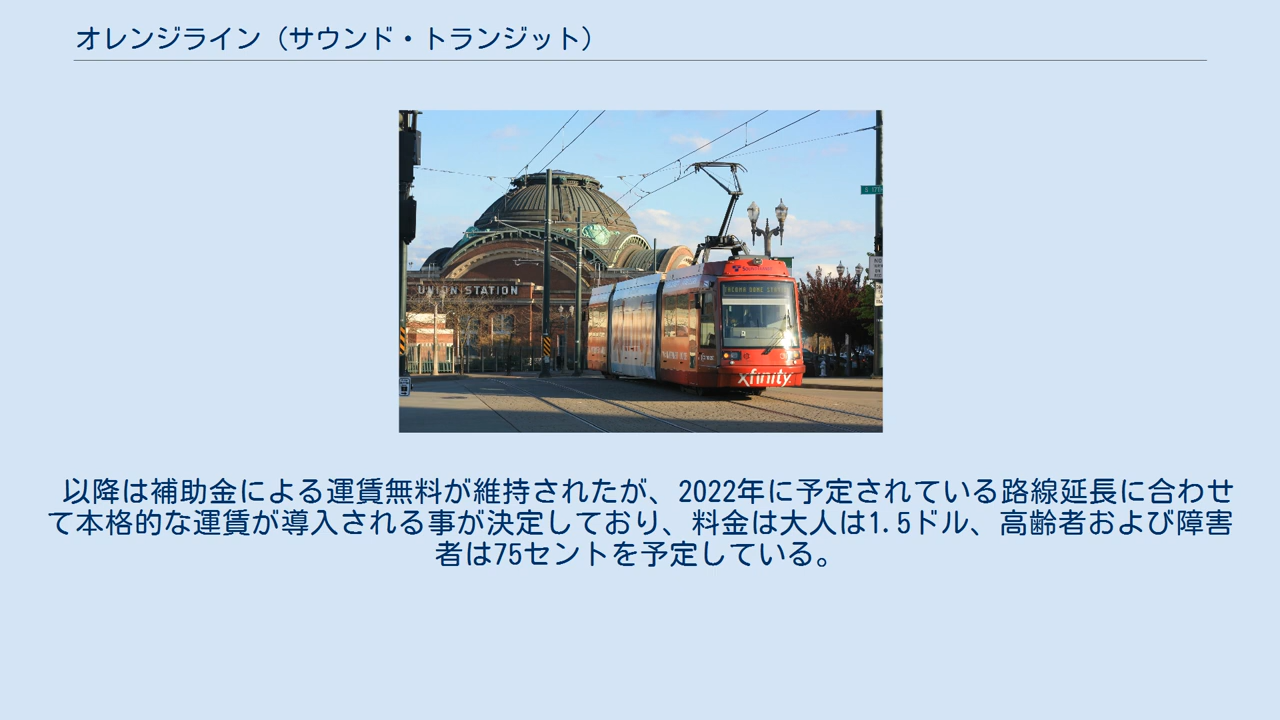 オレンジライン（サウンド・トランジット）
UNION STATION
TACOMA DOME STATION
xfinity
以降は補助金による運賃無料が維持されたが、2022年に予定されている路線延長に合わせ
て本格的な運賃が導入される事が決定しており、料金は大人は1.5ドル、高齢者および障害
者は75セントを予定している。